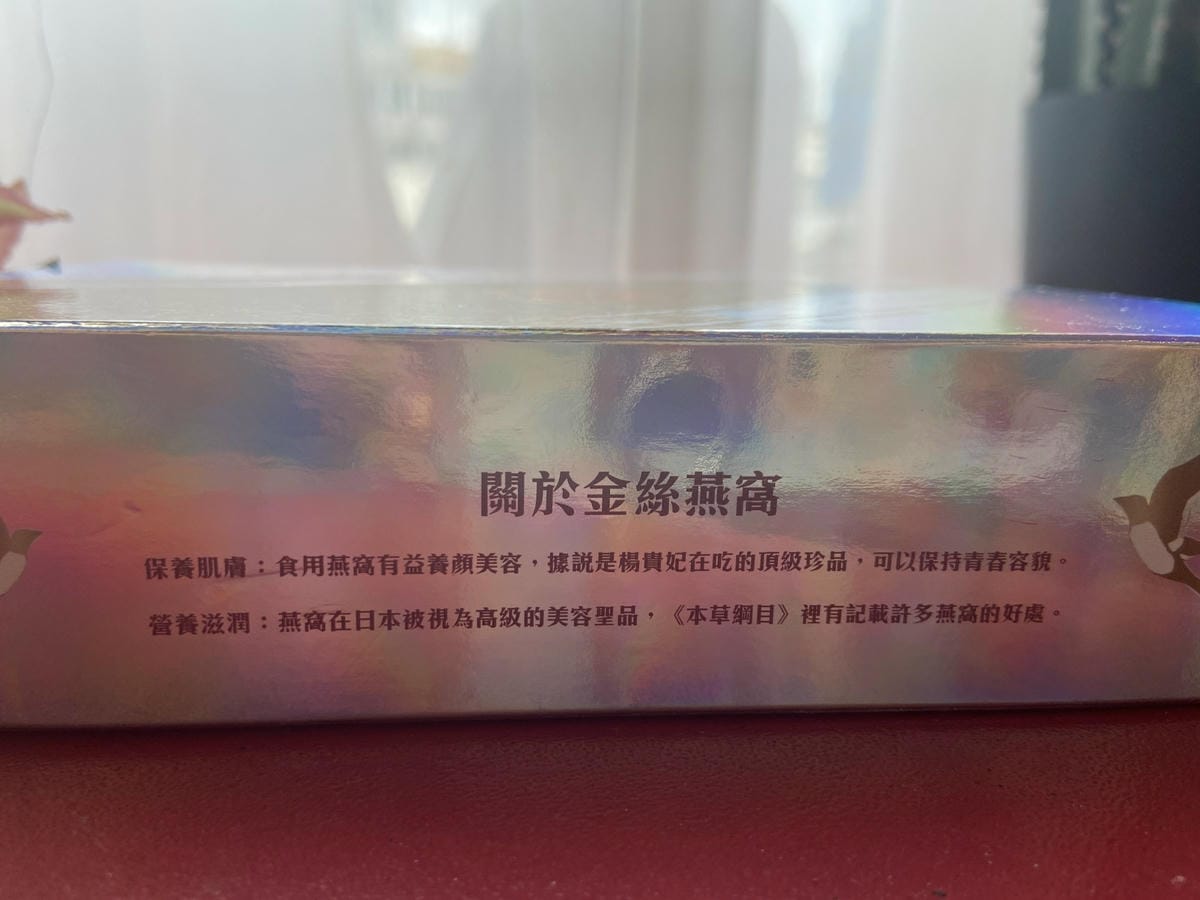 關於金絲燕窩
保養肌膚：食用燕窩有益養顏美容，據說是楊貴妃在吃的頂級珍品，可以保持青春容貌。
營養滋潤：燕窩在日本被視為高級的美容聖品，《本草綱目》裡有記載許多燕窩的好處。